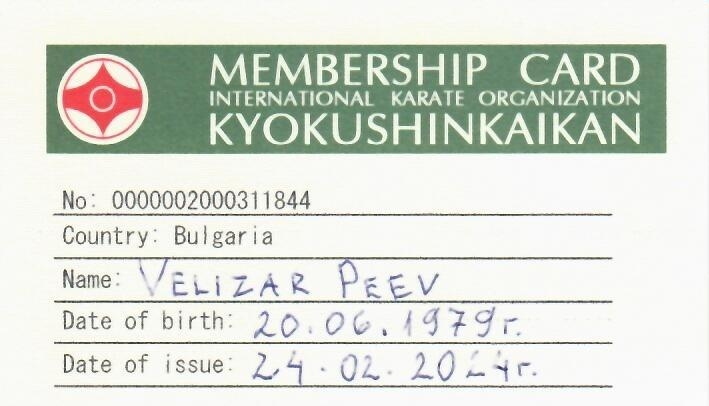 MEMBERSHIP CARD
INTERNATIONAL KARATE ORGANIZATION
KYOKUSHINKAIKAN
No: 0000002000311844
Country: Bulgaria
Name: VELIZAR PEEV
Date of birth: 20.06.1979г.
Date of issue: 24.02.2024г.